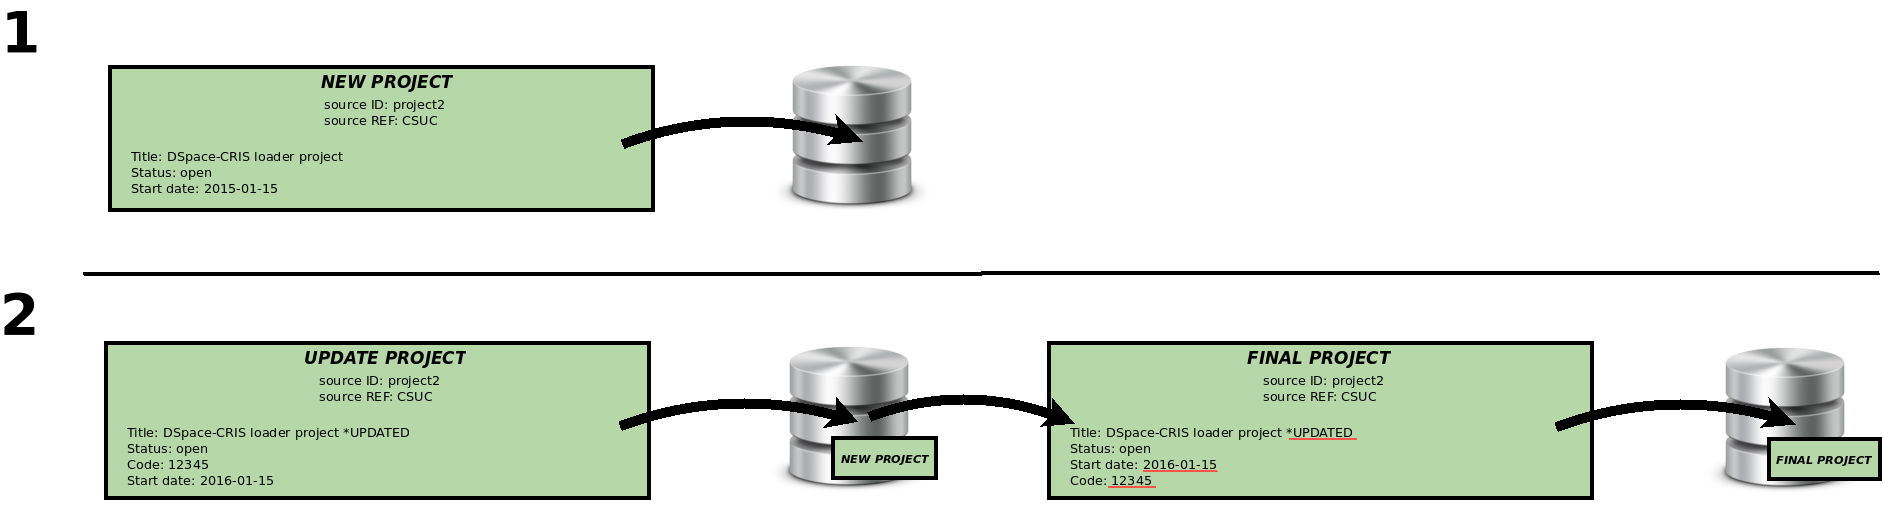 1
NEW PROJECT
source ID: project2
source REF: CSUC
Title: DSpace-CRIS loader project
Status: open
Start date: 2015-01-15
2
UPDATE PROJECT
source ID: project2
source REF: CSUC
Title: DSpace-CRIS loader project *UPDATED
Status: open
Code: 12345
Start date: 2016-01-15
NEW PROJECT
FINAL PROJECT
source ID: project2
source REF: CSUC
Title: DSpace-CRIS loader project *UPDATED
Status: open
Start date: 2016-01-15
Code: 12345
FINAL PROJECT